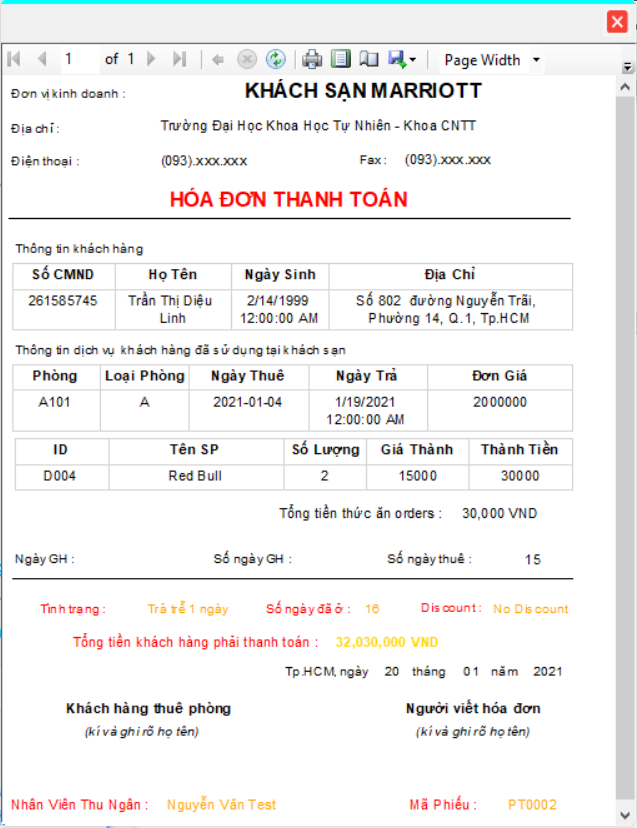 1 of 1 Page Width
Đơn vị kinh doanh : KHÁCH SẠN MARRIOTT
Địa chỉ : Trường Đại Học Khoa Học Tự Nhiên - Khoa CNTT
Điện thoại : (093).xxx.xxx Fax : (093).xxx.xxx
HÓA ĐƠN THANH TOÁN
Thông tin khách hàng
Số CMND Họ Tên Ngày Sinh Địa Chỉ
261585745 Trần Thị Diệu Linh 2/14/1999 12:00:00 AM Số 802 đường Nguyễn Trãi, Phường 14, Q.1, Tp.HCM
Thông tin dịch vụ khách hàng đã sử dụng tại khách sạn
Phòng Loại Phòng Ngày Thuê Ngày Trả Đơn Giá
A101 A 2021-01-04 1/19/2021 12:00:00 AM 2000000
ID Tên SP Số Lượng Giá Thành Thành Tiền
D004 Red Bull 2 15000 30000
Tổng tiền thức ăn orders : 30,000 VND
Ngày GH : Số ngày GH : Số ngày thuê : 15
Tình trạng : Trả trễ 1 ngày Số ngày đã ở : 16 Discount : No Discount
Tổng tiền khách hàng phải thanh toán : 32,030,000 VND
Tp.HCM, ngày 20 tháng 01 năm 2021
Khách hàng thuê phòng Người viết hóa đơn
(kí và ghi rõ họ tên) (kí và ghi rõ họ tên)
Nhân Viên Thu Ngân : Nguyễn Văn Test Mã Phiếu : PT0002